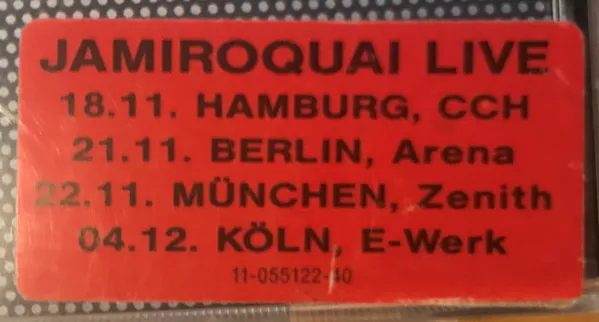 JAMIROQUAI LIVE
18.11. HAMBURG, CCH
21.11. BERLIN, Arena
22.11. MÜNCHEN, Zenith
04.12. KÖLN, E-Werk
11-055122-40